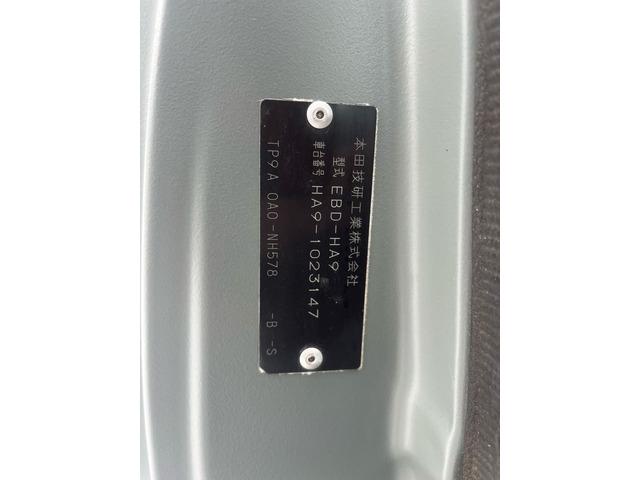 本田技研工業株式会社
型式 EBD-HA9
車台番号 HA9-1023147
TP9A 0A0-NH578 -B -S